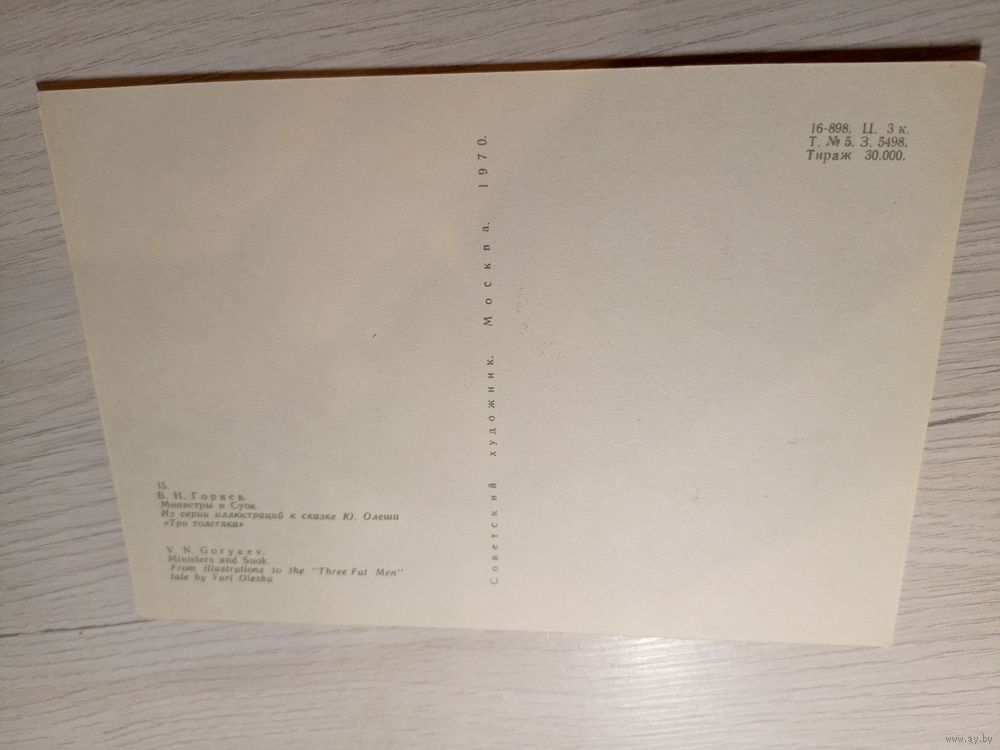 16-898. Ц. 3 к.
Т. № 5. З. 5498.
Тираж 30.000.
Советский художник. Москва. 1970.
15.
В. И. Горяев.
Министры и Суок.
Из серии иллюстраций к сказке Ю. Олеши
«Три толстяка»
V. N. Goryaev.
Ministers and Suok.
From illustrations to the "Three Fat Men"
tale by Yuri Olesha
www.ay.by